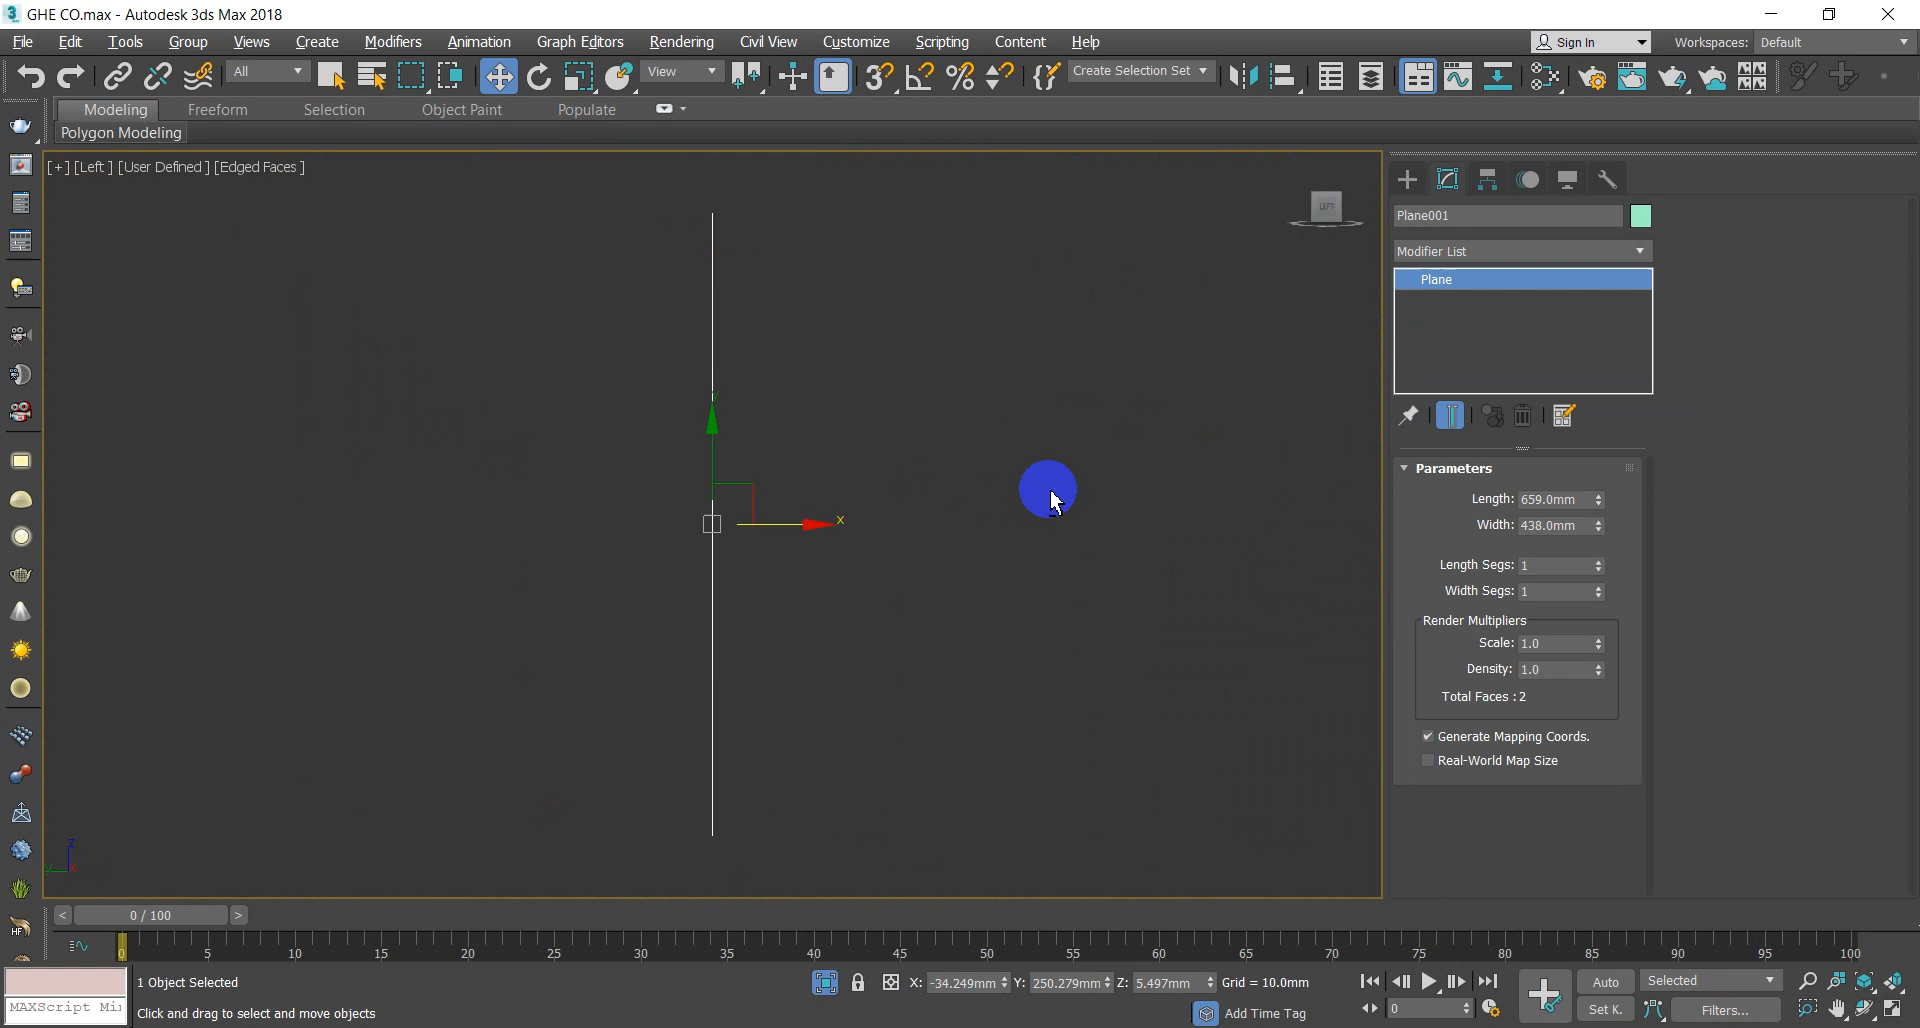 GHE CO.max - Autodesk 3ds Max 2018
File Edit Tools Group Views Create Modifiers Animation Graph Editors Rendering Civil View Customize Scripting Content Help
Sign In Workspaces: Default
All View Create Selection Set
Modeling Freeform Selection Object Paint Populate
Polygon Modeling
[+] [Left ] [User Defined ] [Edged Faces ]
LEFT
y
x
z
y x
Plane001
Modifier List
Plane
Parameters
Length: 659.0mm
Width: 438.0mm
Length Segs: 1
Width Segs: 1
Render Multipliers
Scale: 1.0
Density: 1.0
Total Faces : 2
Generate Mapping Coords.
Real-World Map Size
HF
< 0 / 100 >
0 5 10 15 20 25 30 35 40 45 50 55 60 65 70 75 80 85 90 95 100
1 Object Selected
X: -34.249mm Y: 250.279mm Z: 5.497mm Grid = 10.0mm
Auto Selected
MAXScript Mi
Click and drag to select and move objects
Add Time Tag
0
Set K. Filters...